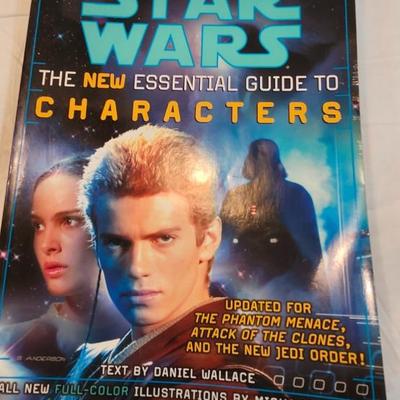 STAR
WARS
THE NEW ESSENTIAL GUIDE TO
CHARACTERS
UPDATED FOR
THE PHANTOM MENACE,
ATTACK OF THE CLONES,
AND THE NEW JEDI ORDER!
S ANDERSON
TEXT BY DANIEL WALLACE
ALL NEW FULL-COLOR ILLUSTRATIONS BY